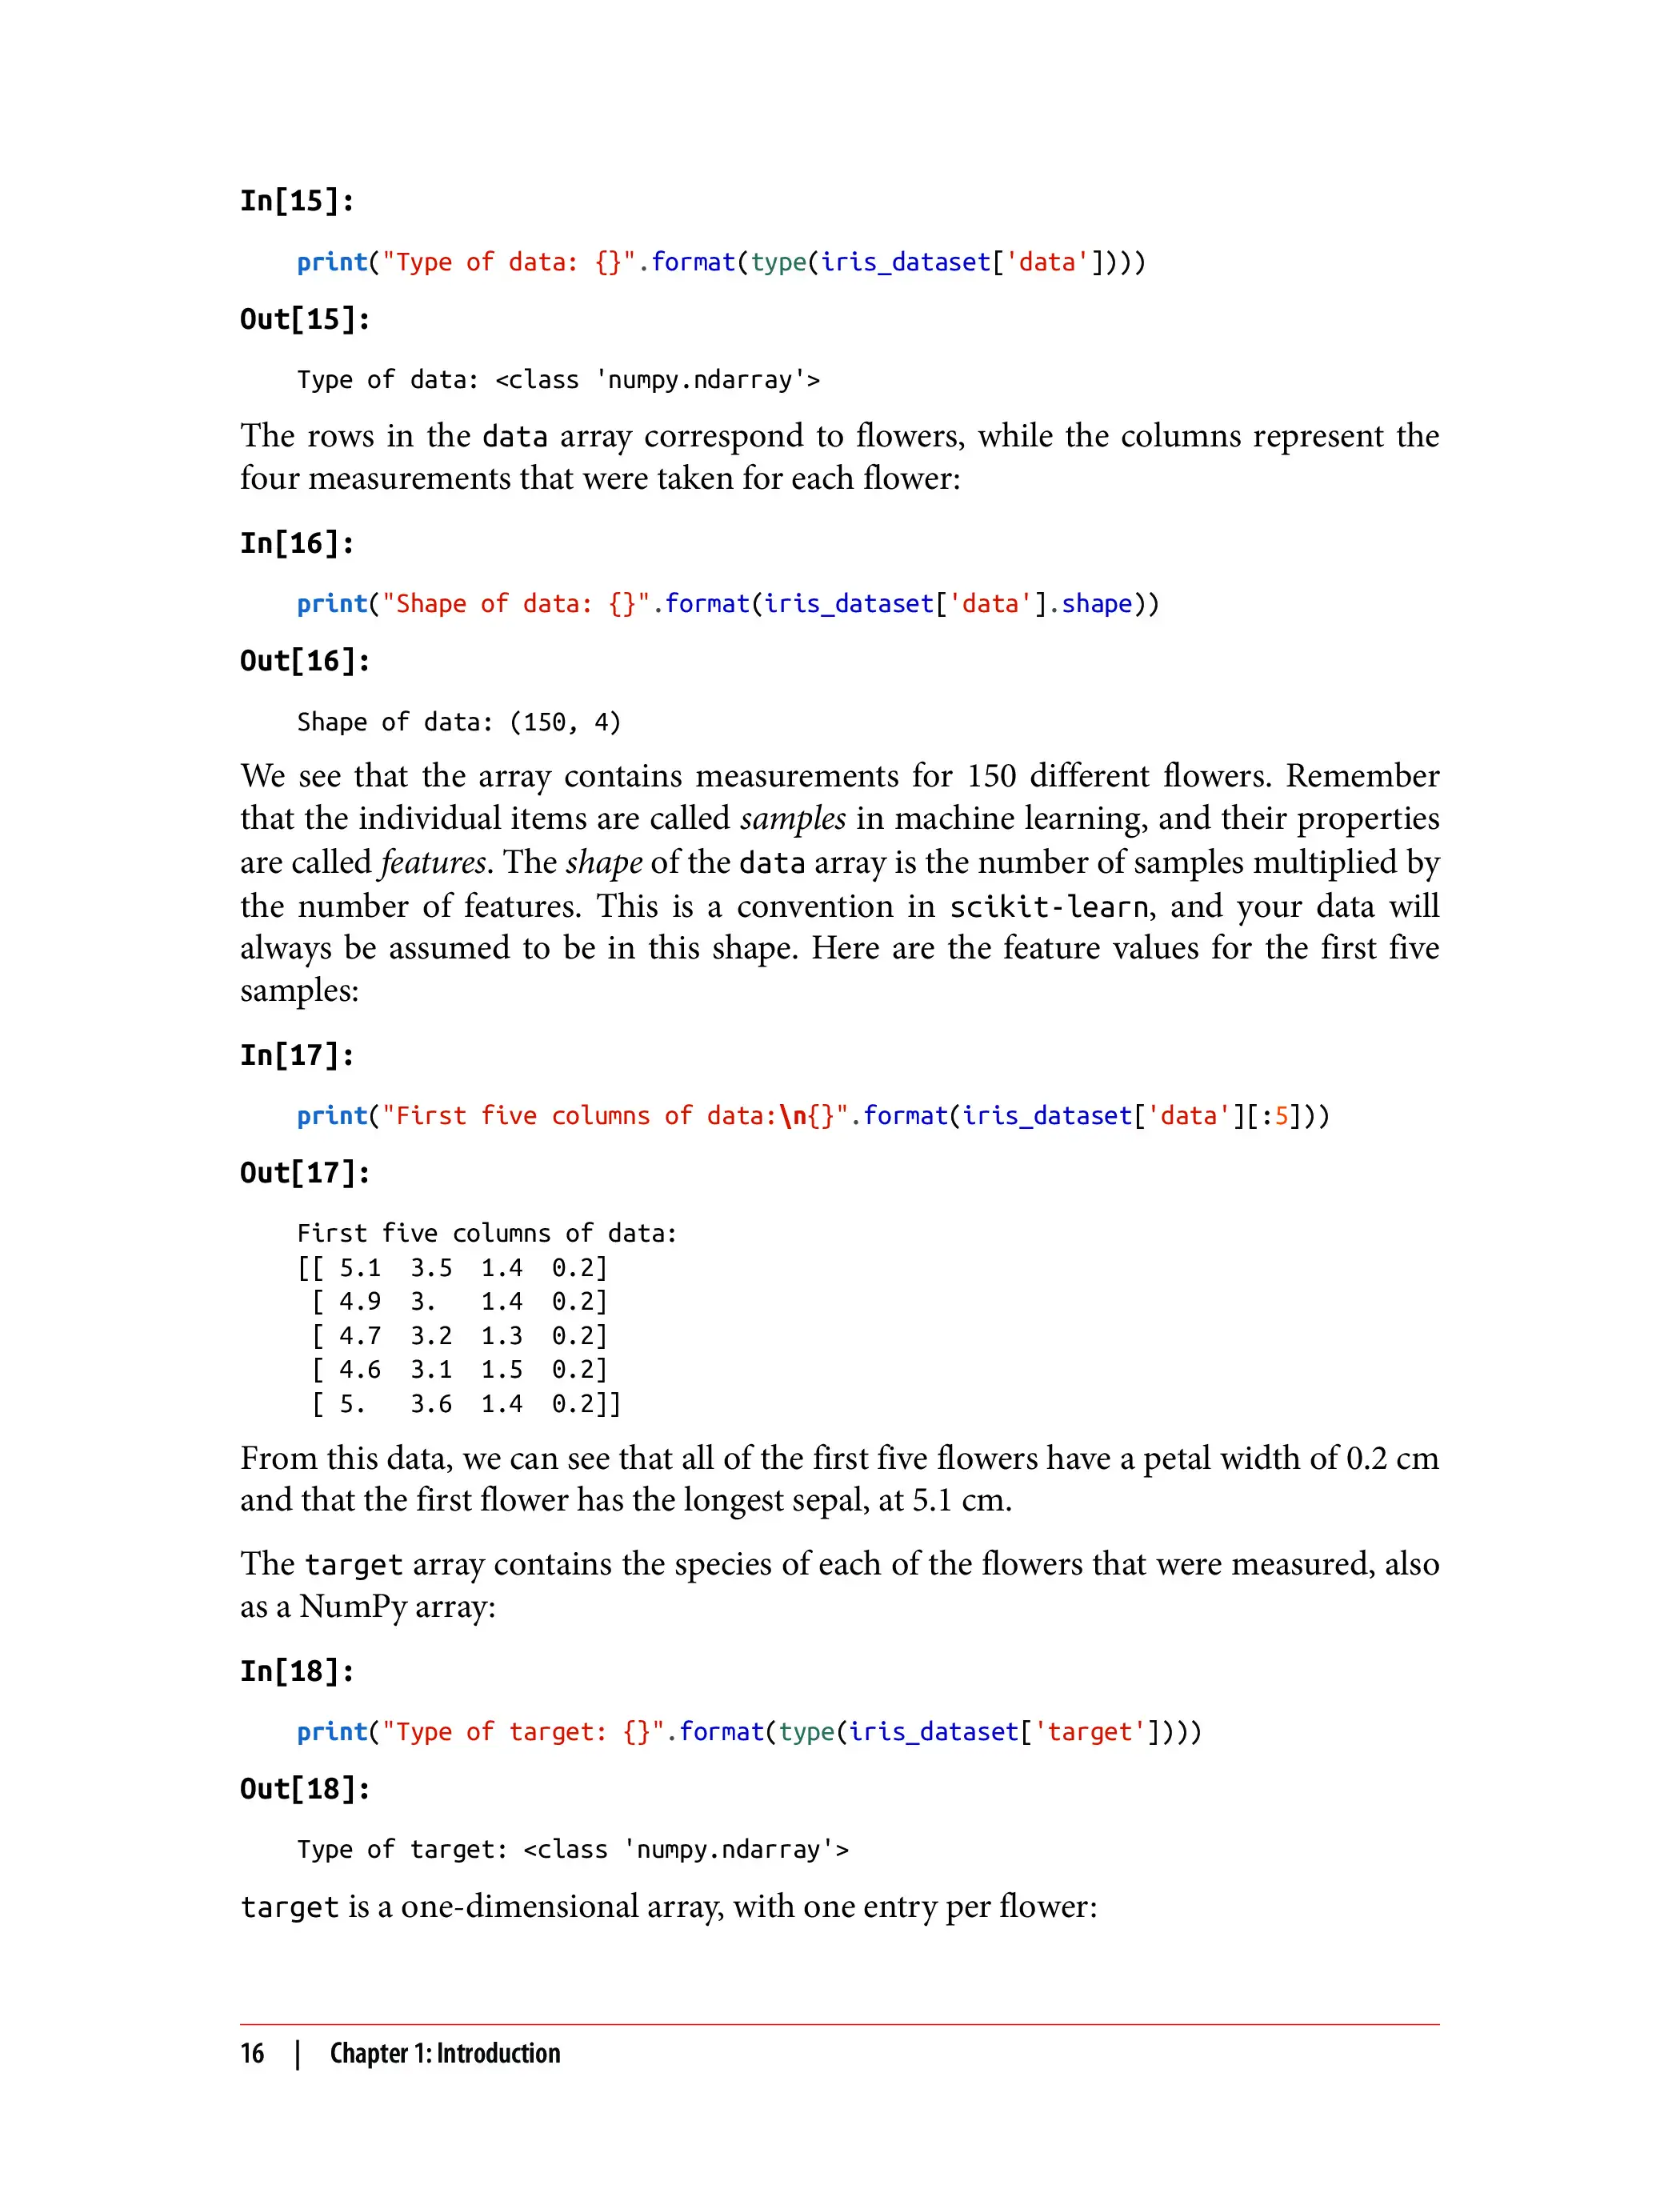 In[15]:
print("Type of data: {}".format(type(iris_dataset['data'])))
Out[15]:
Type of data: <class 'numpy.ndarray'>
The rows in the data array correspond to flowers, while the columns represent the
four measurements that were taken for each flower:
In[16]:
print("Shape of data: {}".format(iris_dataset['data'].shape))
Out[16]:
Shape of data: (150, 4)
We see that the array contains measurements for 150 different flowers. Remember
that the individual items are called samples in machine learning, and their properties
are called features. The shape of the data array is the number of samples multiplied by
the number of features. This is a convention in scikit-learn, and your data will
always be assumed to be in this shape. Here are the feature values for the first five
samples:
In[17]:
print("First five columns of data:\n{}".format(iris_dataset['data'][:5]))
Out[17]:
First five columns of data:
[[ 5.1  3.5  1.4  0.2]
 [ 4.9  3.   1.4  0.2]
 [ 4.7  3.2  1.3  0.2]
 [ 4.6  3.1  1.5  0.2]
 [ 5.   3.6  1.4  0.2]]
From this data, we can see that all of the first five flowers have a petal width of 0.2 cm
and that the first flower has the longest sepal, at 5.1 cm.
The target array contains the species of each of the flowers that were measured, also
as a NumPy array:
In[18]:
print("Type of target: {}".format(type(iris_dataset['target'])))
Out[18]:
Type of target: <class 'numpy.ndarray'>
target is a one-dimensional array, with one entry per flower:
16 | Chapter 1: Introduction